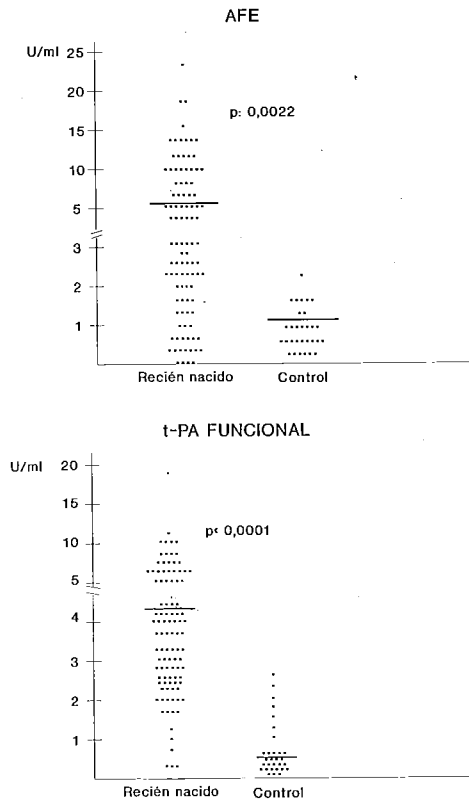 AFE
U/ml 25
20
p: 0,0022
15
10
5
3
2
1
Recién nacido Control
t-PA FUNCIONAL
U/ml 20
15
p< 0,0001
10
5
4
3
2
1
Recién nacido Control